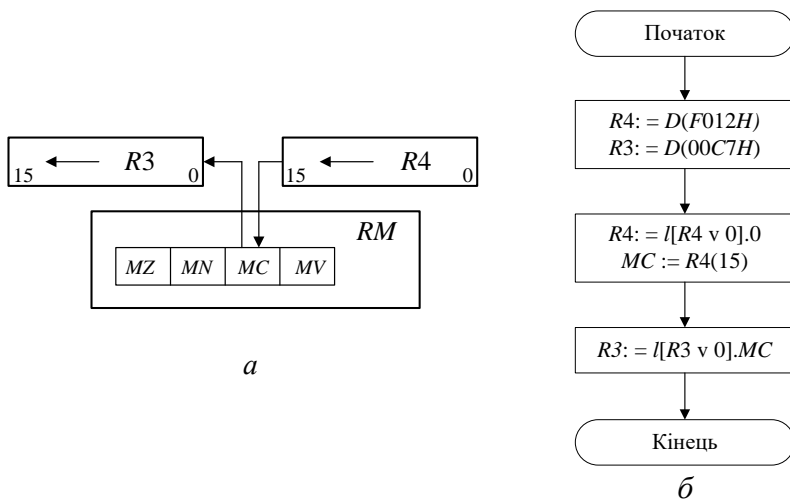 R3
15
0
R4
15
0
RM
MZ MN MC MV
а
Початок
R4: = D(F012H)
R3: = D(00C7H)
R4: = l[R4 v 0].0
MC := R4(15)
R3: = l[R3 v 0].MC
Кінець
б